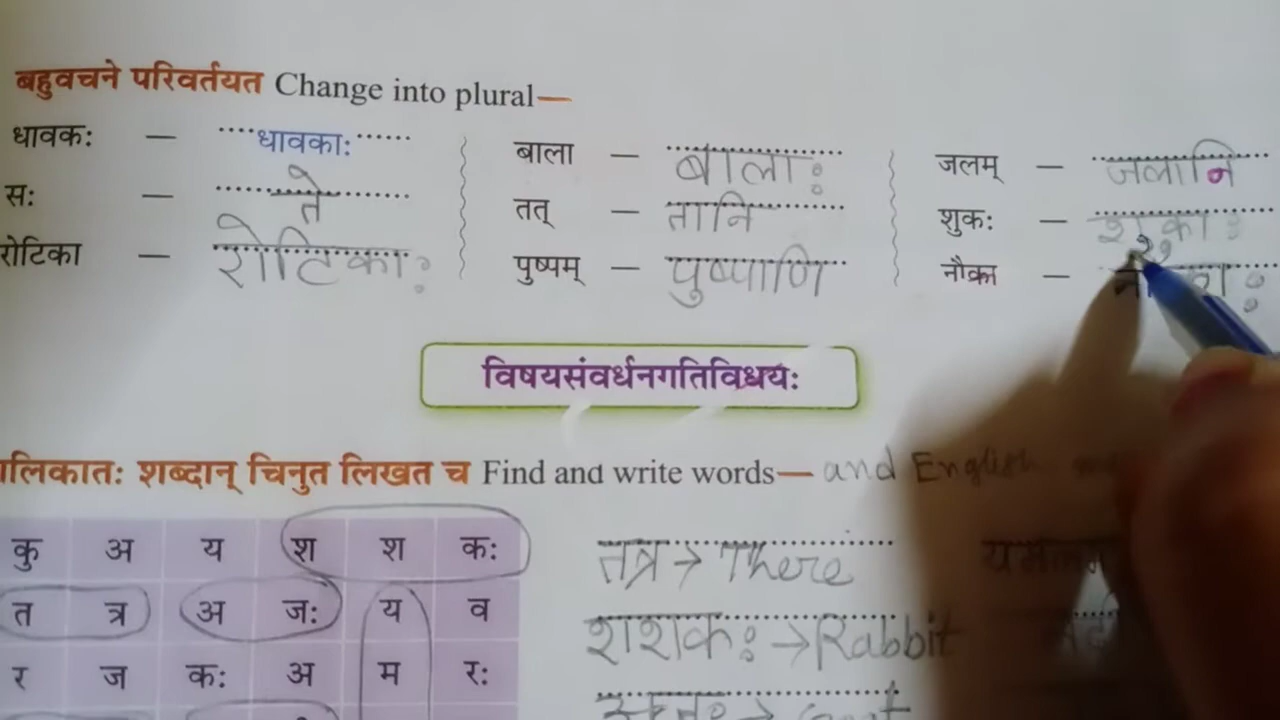 बहुवचने परिवर्तयत Change into plural—
धावकः — धावकाः बाला — बालाः जलम् — जलानि
सः — ते तत् — तानि शुकः — शुकाः
रोटिका — रोटिकाः पुष्पम् — पुष्पाणि नौका —
विषयसंवर्धनगतिविधयः
लिकातः शब्दान् चिनुत लिखत च Find and write words— and English
कु अ य श श कः तत्र → There
त त्र अ जः य व शशकः → Rabbit
र ज कः अ म रः